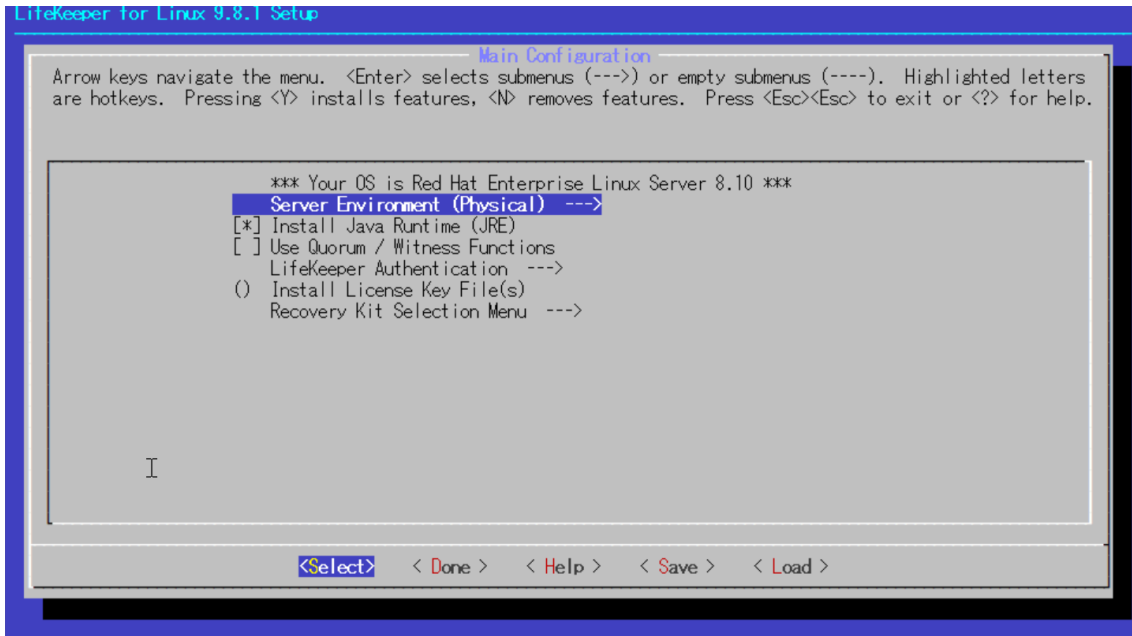 LifeKeeper for Linux 9.8.1 Setup
Main Configuration
Arrow keys navigate the menu.  <Enter> selects submenus (--->) or empty submenus (----).  Highlighted letters
are hotkeys.  Pressing <Y> installs features, <N> removes features.  Press <Esc><Esc> to exit or <?> for help.
*** Your OS is Red Hat Enterprise Linux Server 8.10 ***
Server Environment (Physical)  --->
[*] Install Java Runtime (JRE)
[ ] Use Quorum / Witness Functions
LifeKeeper Authentication  --->
()  Install License Key File(s)
Recovery Kit Selection Menu  --->
<Select>    < Done >    < Help >    < Save >    < Load >